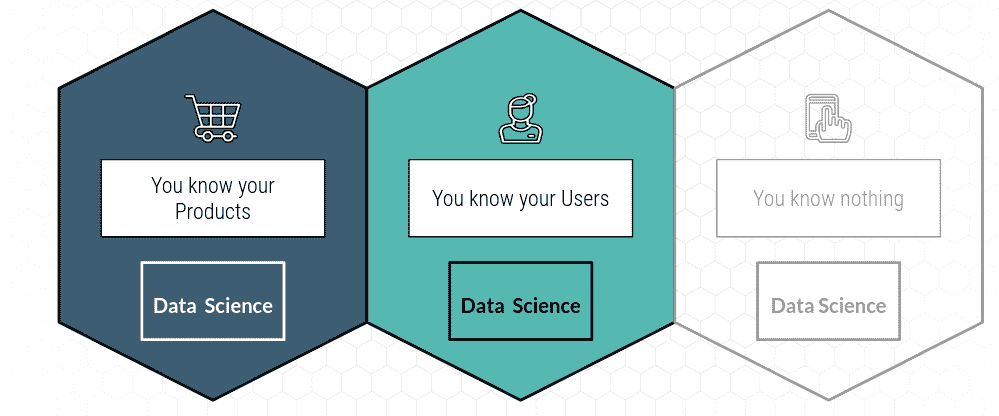 You know your
Products
Data Science
You know your Users
Data Science
You know nothing
Data Science